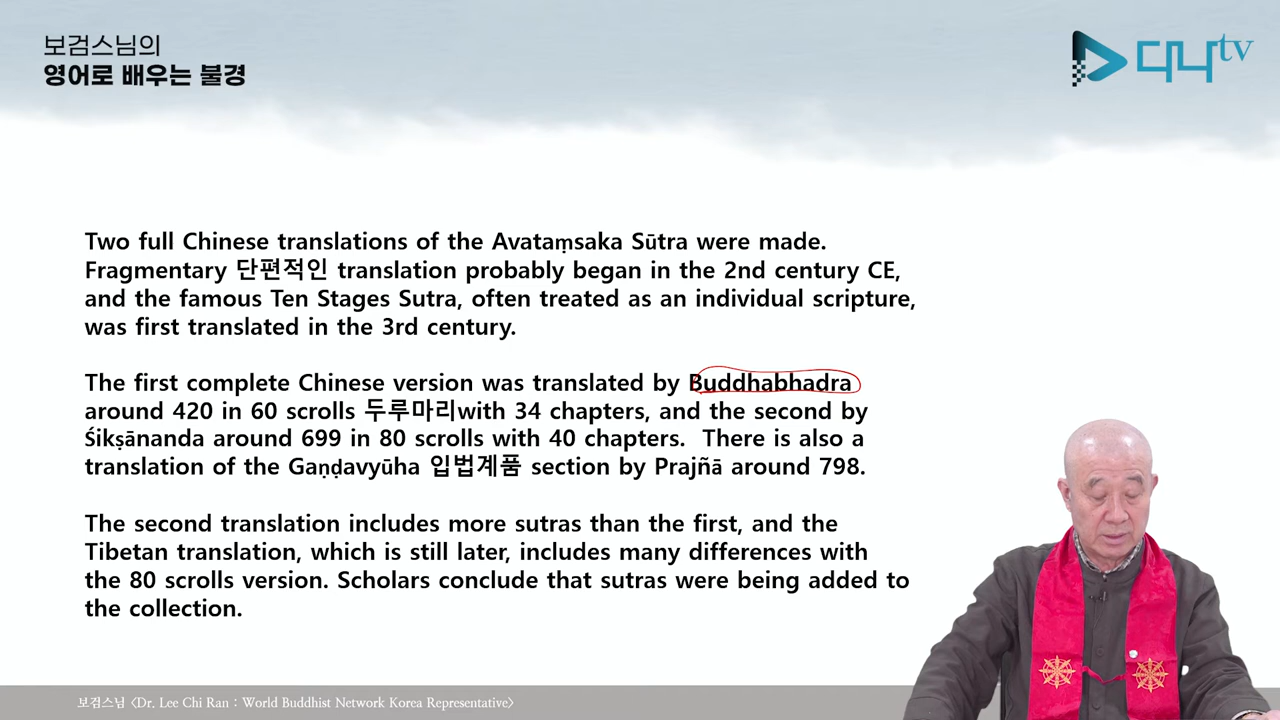 보검스님의
영어로 배우는 불경
디나tv
Two full Chinese translations of the Avataṃsaka Sūtra were made.
Fragmentary 단편적인 translation probably began in the 2nd century CE,
and the famous Ten Stages Sutra, often treated as an individual scripture,
was first translated in the 3rd century.
The first complete Chinese version was translated by Buddhabhadra
around 420 in 60 scrolls 두루마리with 34 chapters, and the second by
Śikṣānanda around 699 in 80 scrolls with 40 chapters.  There is also a
translation of the Gaṇḍavyūha 입법계품 section by Prajñā around 798.
The second translation includes more sutras than the first, and the
Tibetan translation, which is still later, includes many differences with
the 80 scrolls version. Scholars conclude that sutras were being added to
the collection.
보검스님 <Dr. Lee Chi Ran : World Buddhist Network Korea Representative>